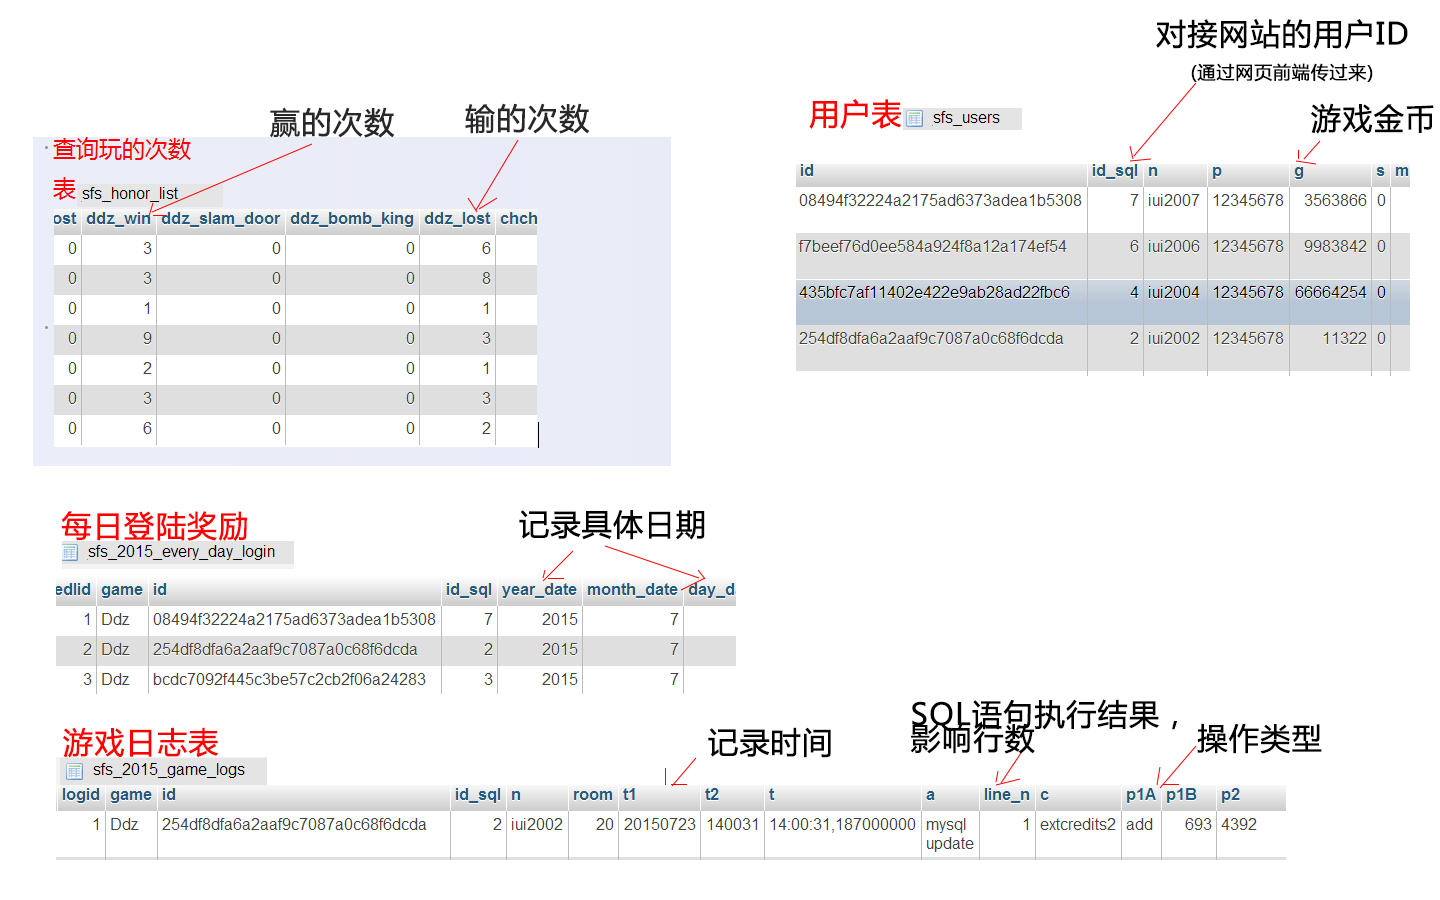 对接网站的用户ID
(通过网页前端传过来)
用户表 sfs_users
游戏金币
id id_sql n p g s m
08494f32224a2175ad6373adea1b5308 7 iui2007 12345678 3563866 0
f7beef76d0ee584a924f8a12a174ef54 6 iui2006 12345678 9983842 0
435bfc7af11402e422e9ab28ad22fbc6 4 iui2004 12345678 66664254 0
254df8dfa6a2aaf9c7087a0c68f6dcda 2 iui2002 12345678 11322 0
赢的次数
输的次数
查询玩的次数
表 sfs_honor_list
ost ddz_win ddz_slam_door ddz_bomb_king ddz_lost chch
0 3 0 0 6
0 3 0 0 8
0 1 0 0 1
0 9 0 0 3
0 2 0 0 1
0 3 0 0 3
0 6 0 0 2
每日登陆奖励
记录具体日期
sfs_2015_every_day_login
edlid game id id_sql year_date month_date day_d
1 Ddz 08494f32224a2175ad6373adea1b5308 7 2015 7
2 Ddz 254df8dfa6a2aaf9c7087a0c68f6dcda 2 2015 7
3 Ddz bcdc7092f445c3be57c2cb2f06a24283 3 2015 7
游戏日志表
记录时间
SQL语句执行结果，
影响行数
操作类型
sfs_2015_game_logs
logid game id id_sql n room t1 t2 t a line_n c p1A p1B p2
1 Ddz 254df8dfa6a2aaf9c7087a0c68f6dcda 2 iui2002 20 20150723 140031 14:00:31,187000000 mysql 1 extcredits2 add 693 4392
update